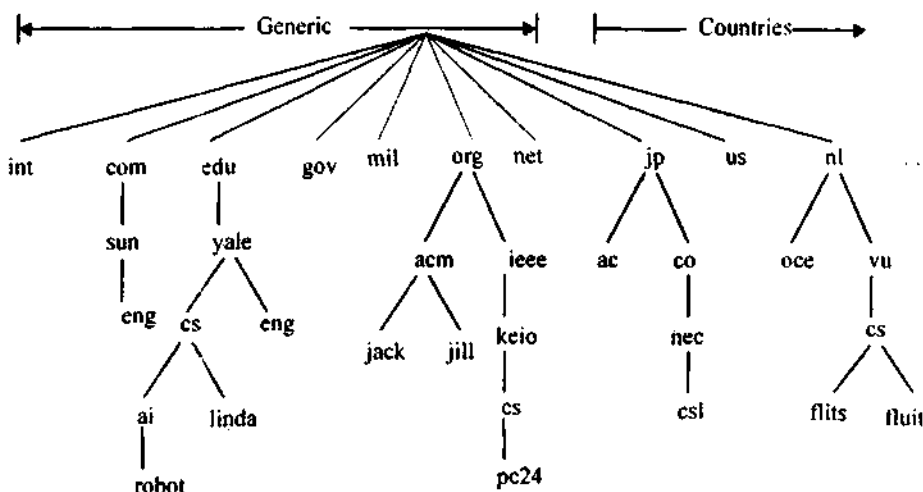 Generic Countries
int com edu gov mil org net jp us nl ...
sun yale acm ieee ac co oce vu
eng cs eng jack jill keio nec cs
ai linda cs csl flits fluit
robot pc24